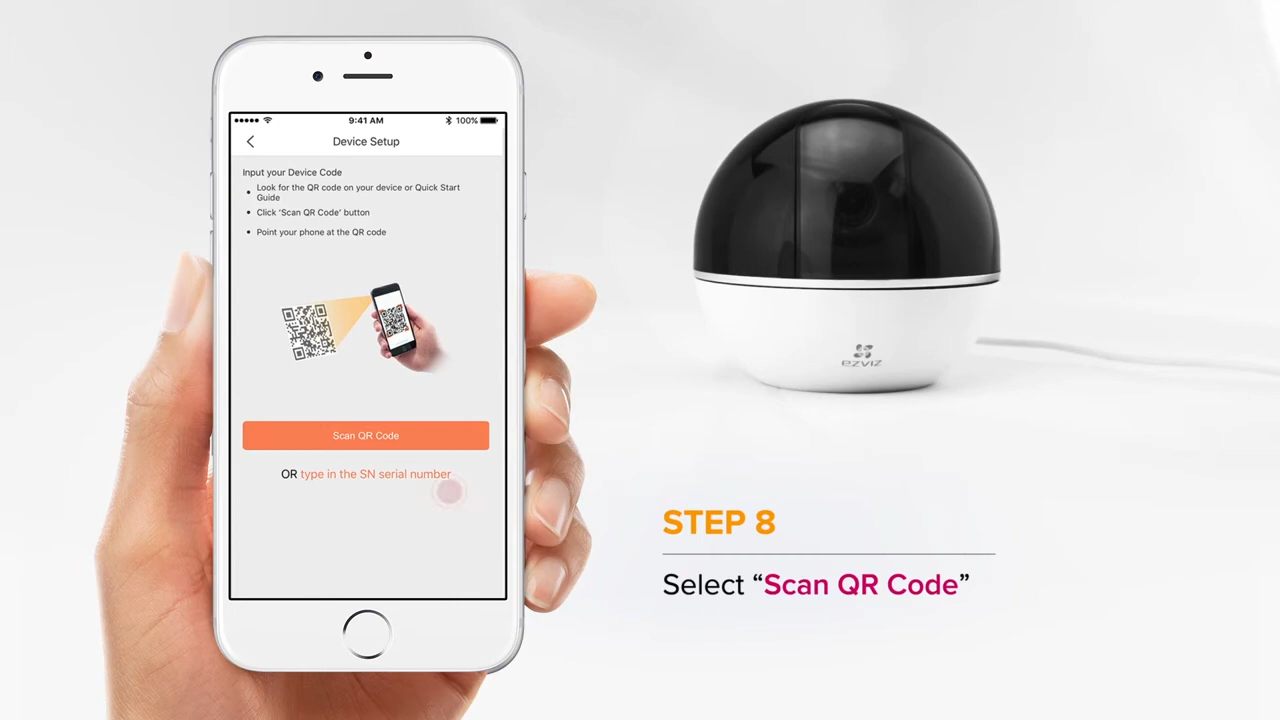 9:41 AM
100%
Device Setup
Input your Device Code
• Look for the QR code on your device or Quick Start
Guide
• Click 'Scan QR Code' button
• Point your phone at the QR code
Scan QR Code
OR type in the SN serial number
ezviz
STEP 8
Select “Scan QR Code”